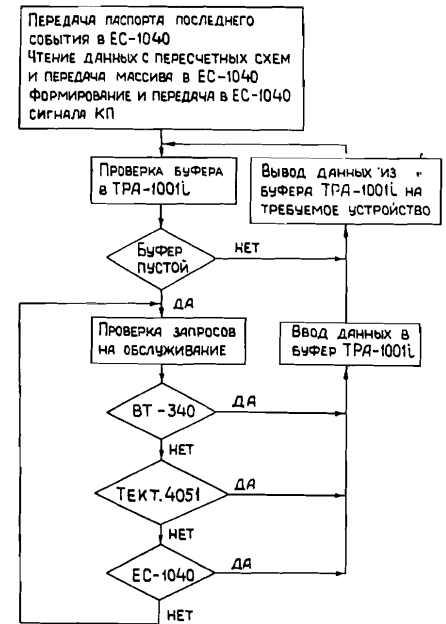 Передача паспорта последнего
события в ЕС-1040
Чтение данных с пересчетных схем
и передача массива в ЕС-1040
Формирование и передача в ЕС-1040
сигнала КП
Проверка буфера
в ТРА-1001i
Вывод данных из
буфера ТРА-1001i на
требуемое устройство
Буфер
пустой
НЕТ
ДА
Проверка запросов
на обслуживание
Ввод данных в
буфер ТРА-1001i
ВТ-340
ДА
НЕТ
Тект.4051
ДА
НЕТ
ЕС-1040
ДА
НЕТ